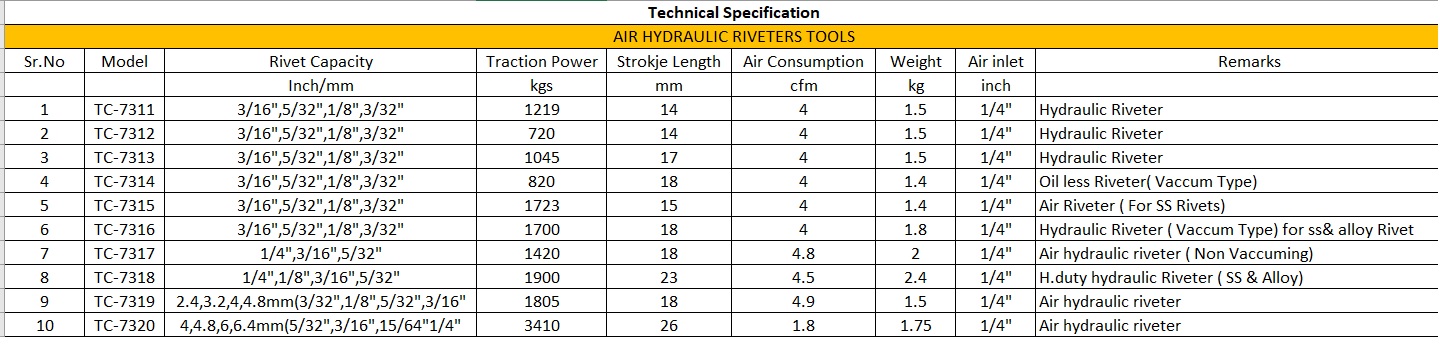 Technical Specification
AIR HYDRAULIC RIVETERS TOOLS
Sr.No Model Rivet Capacity Traction Power Strokje Length Air Consumption Weight Air inlet Remarks
Inch/mm kgs mm cfm kg inch
1 TC-7311 3/16",5/32",1/8",3/32" 1219 14 4 1.5 1/4" Hydraulic Riveter
2 TC-7312 3/16",5/32",1/8",3/32" 720 14 4 1.5 1/4" Hydraulic Riveter
3 TC-7313 3/16",5/32",1/8",3/32" 1045 17 4 1.5 1/4" Hydraulic Riveter
4 TC-7314 3/16",5/32",1/8",3/32" 820 18 4 1.4 1/4" Oil less Riveter( Vaccum Type)
5 TC-7315 3/16",5/32",1/8",3/32" 1723 15 4 1.4 1/4" Air Riveter ( For SS Rivets)
6 TC-7316 3/16",5/32",1/8",3/32" 1700 18 4 1.8 1/4" Hydraulic Riveter ( Vaccum Type) for ss& alloy Rivet
7 TC-7317 1/4",3/16",5/32" 1420 18 4.8 2 1/4" Air hydraulic riveter ( Non Vaccuming)
8 TC-7318 1/4",1/8",3/16",5/32" 1900 23 4.5 2.4 1/4" H.duty hydraulic Riveter ( SS & Alloy)
9 TC-7319 2.4,3.2,4,4.8mm(3/32",1/8",5/32",3/16" 1805 18 4.9 1.5 1/4" Air hydraulic riveter
10 TC-7320 4,4.8,6,6.4mm(5/32",3/16",15/64"1/4" 3410 26 1.8 1.75 1/4" Air hydraulic riveter